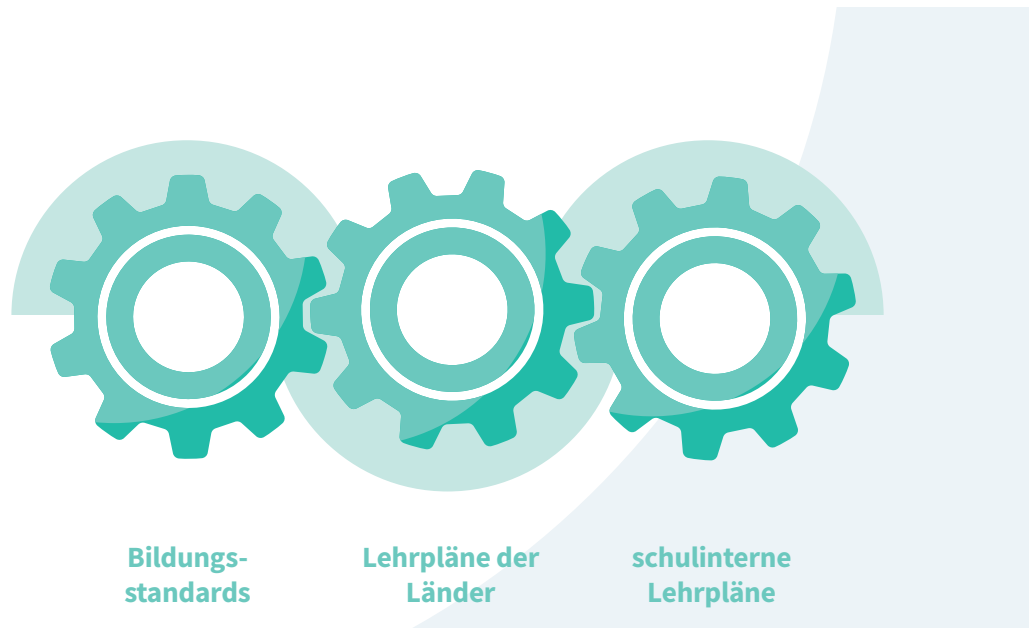 Bildungs-
standards
Lehrpläne der
Länder
schulinterne
Lehrpläne